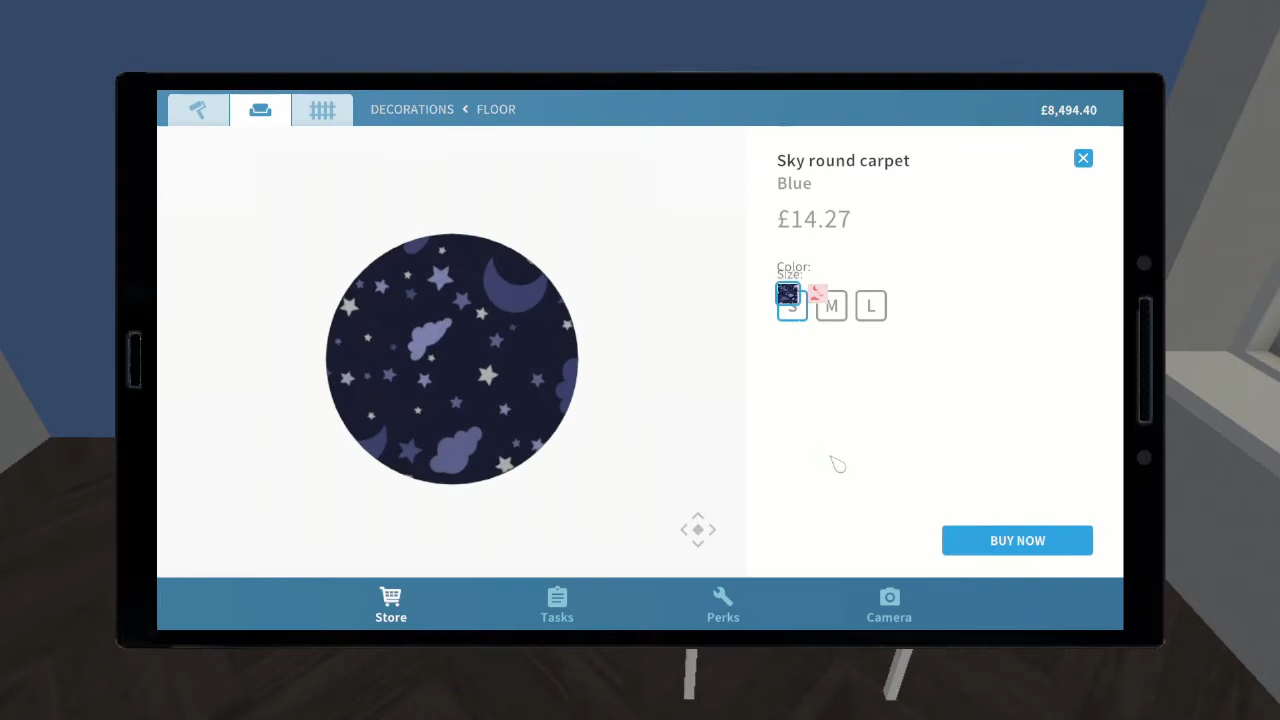 DECORATIONS < FLOOR
£8,494.40
Sky round carpet
Blue
£14.27
Color:
Size:
S M L
BUY NOW
Store
Tasks
Perks
Camera